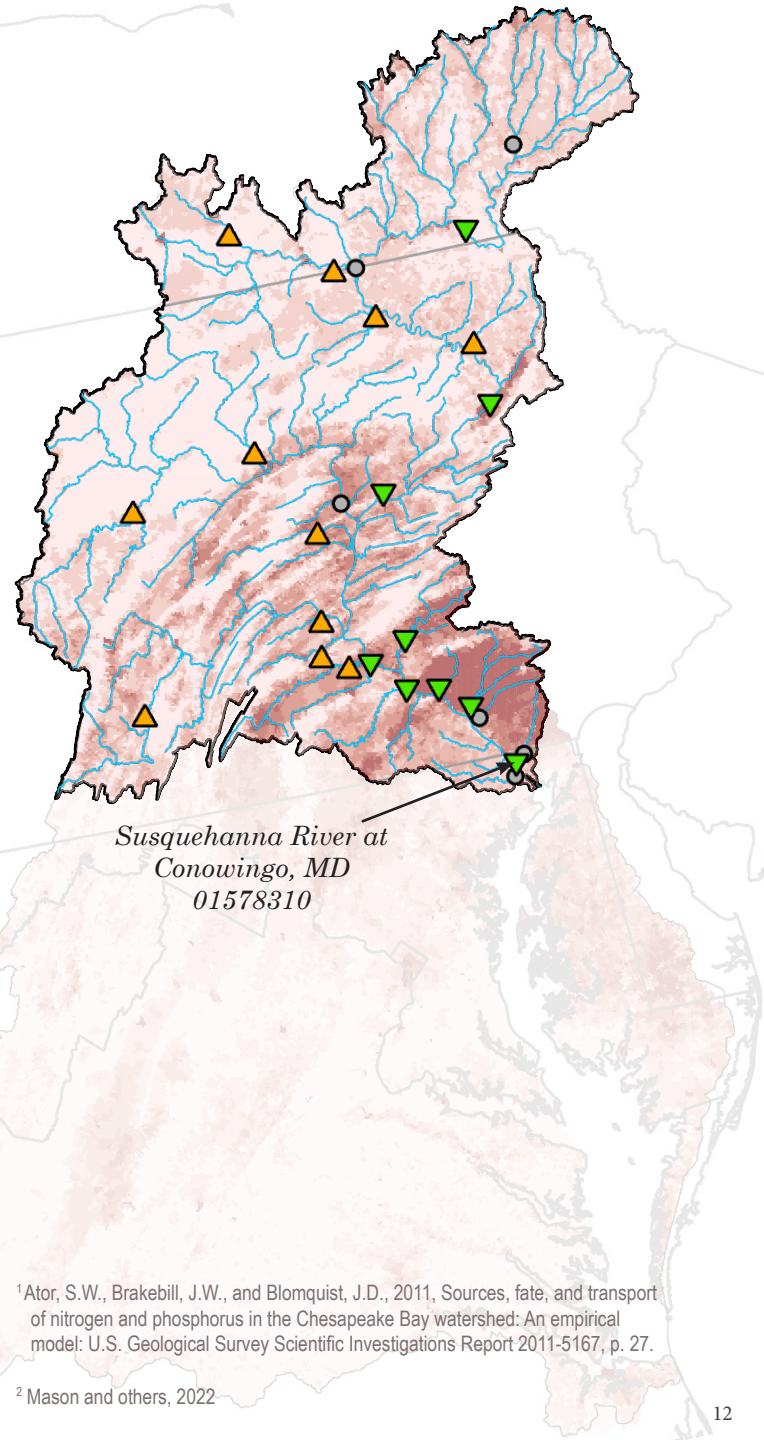 Susquehanna River at
Conowingo, MD
01578310
¹ Ator, S.W., Brakebill, J.W., and Blomquist, J.D., 2011, Sources, fate, and transport
of nitrogen and phosphorus in the Chesapeake Bay watershed: An empirical
model: U.S. Geological Survey Scientific Investigations Report 2011-5167, p. 27.
² Mason and others, 2022
12